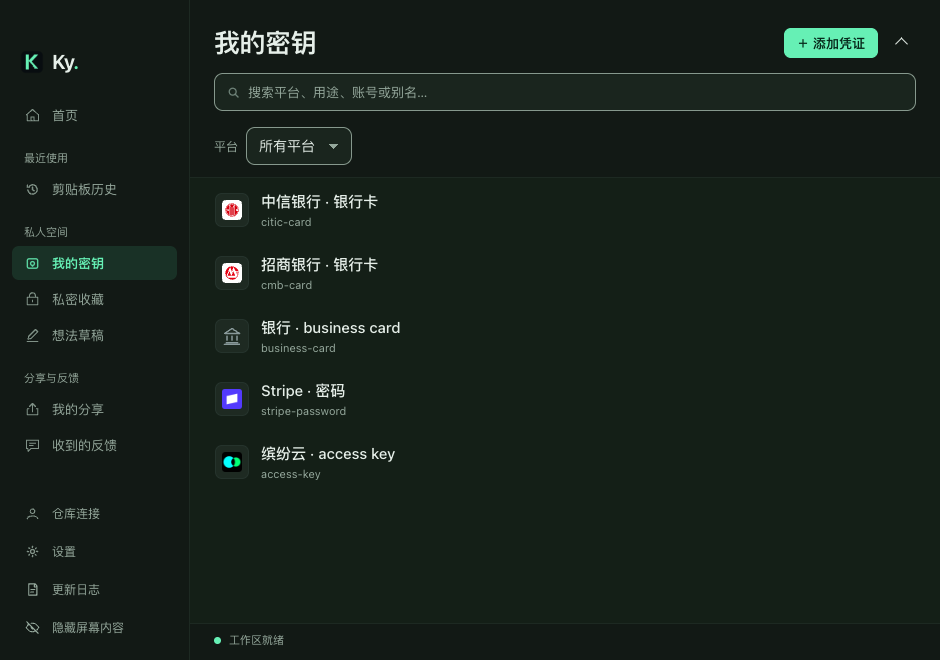 Ky.
首页
最近使用
剪贴板历史
私人空间
我的密钥
私密收藏
想法草稿
分享与反馈
我的分享
收到的反馈
仓库连接
设置
更新日志
隐藏屏幕内容
我的密钥
+ 添加凭证
搜索平台、用途、账号或别名...
平台
所有平台
中信银行 · 银行卡
citic-card
招商银行 · 银行卡
cmb-card
银行 · business card
business-card
Stripe · 密码
stripe-password
缤纷云 · access key
access-key
工作区就绪